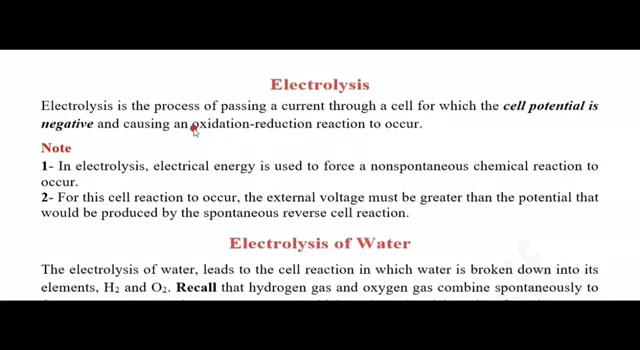 Electrolysis
Electrolysis is the process of passing a current through a cell for which the cell potential is
negative and causing an oxidation-reduction reaction to occur.
Note
1- In electrolysis, electrical energy is used to force a nonspontaneous chemical reaction to
occur.
2- For this cell reaction to occur, the external voltage must be greater than the potential that
would be produced by the spontaneous reverse cell reaction.
Electrolysis of Water
The electrolysis of water, leads to the cell reaction in which water is broken down into its
elements, H₂ and O₂. Recall that hydrogen gas and oxygen gas combine spontaneously to